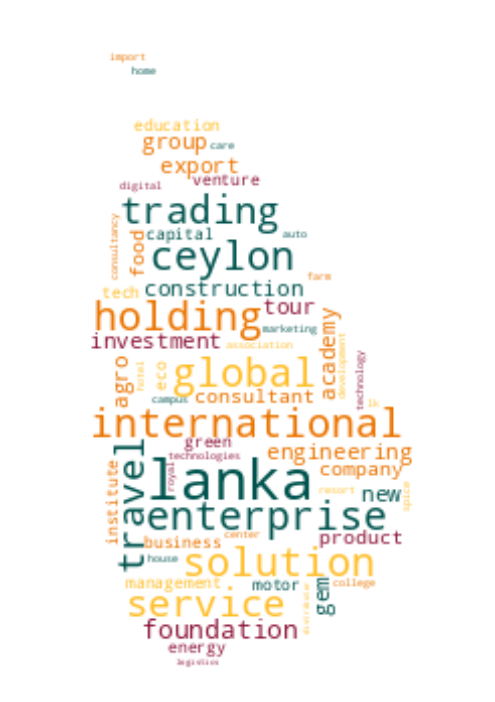 import
home
education
group care
export
venture
digital
trading
capital auto
consultancy
food
ceylon
farm
tech construction
holding tour
marketing
investment association
academy
development
technology
agro
hotel
eco global
campus consultant lk
international
green
technologies engineering
royal
company
travel
lanka
resort new
spice
institute
enterprise
center product
business
house solution
management . motor college
gem
service
foundation
energy
logistics